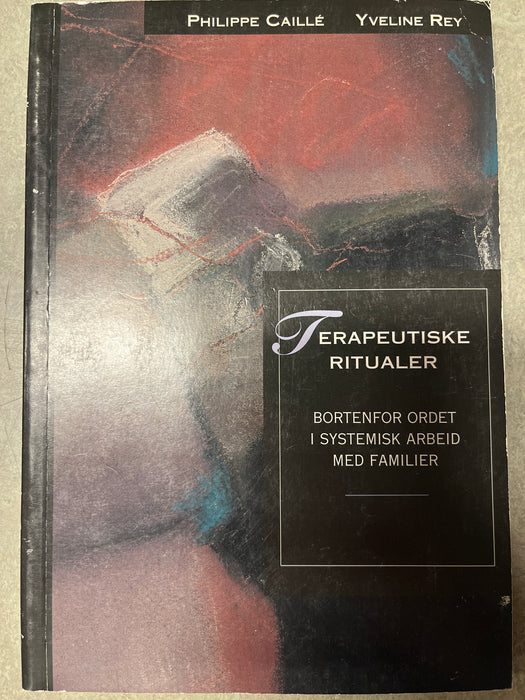 PHILIPPE CAILLÉ YVELINE REY
TERAPEUTISKE
RITUALER
BORTENFOR ORDET
I SYSTEMISK ARBEID
MED FAMILIER